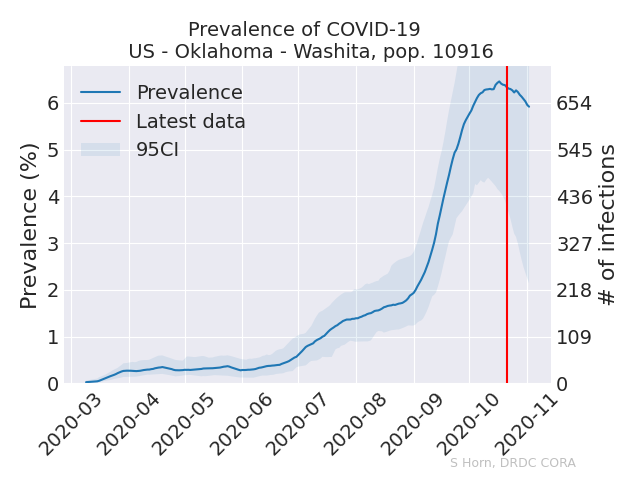 Prevalence of COVID-19
US - Oklahoma - Washita, pop. 10916
Prevalence
Latest data
95CI
Prevalence (%)
6
5
4
3
2
1
0
654
545
436
327
218
109
0
# of infections
2020-03
2020-04
2020-05
2020-06
2020-07
2020-08
2020-09
2020-10
2020-11
S Horn, DRDC CORA